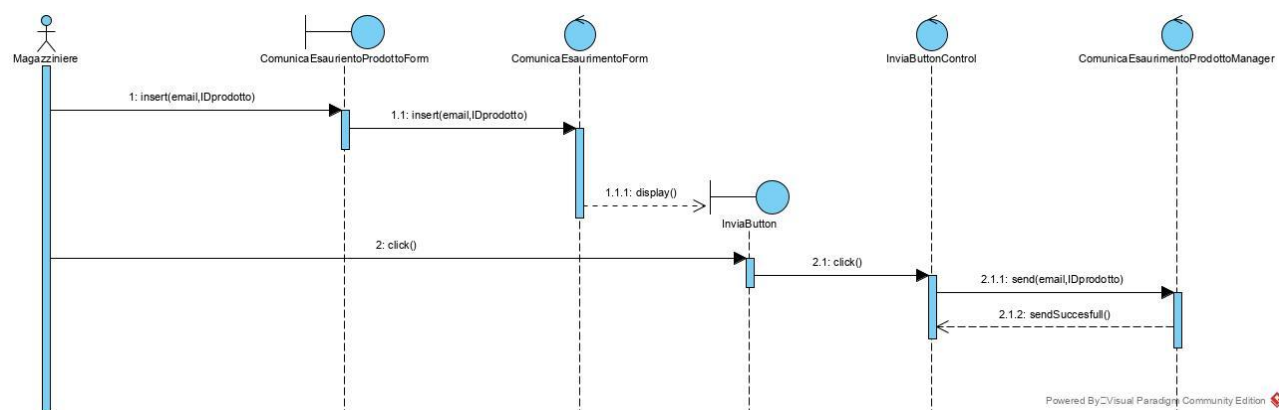 Magazziniere
ComunicaEsaurientoProdottoForm
ComunicaEsaurimentoForm
InviaButtonControl
ComunicaEsaurimentoProdottoManager
1: insert(email,IDprodotto)
1.1: insert(email,IDprodotto)
1.1.1: display()
InviaButton
2: click()
2.1: click()
2.1.1: send(email,IDprodotto)
2.1.2: sendSuccesfull()
Powered By Visual Paradigm Community Edition